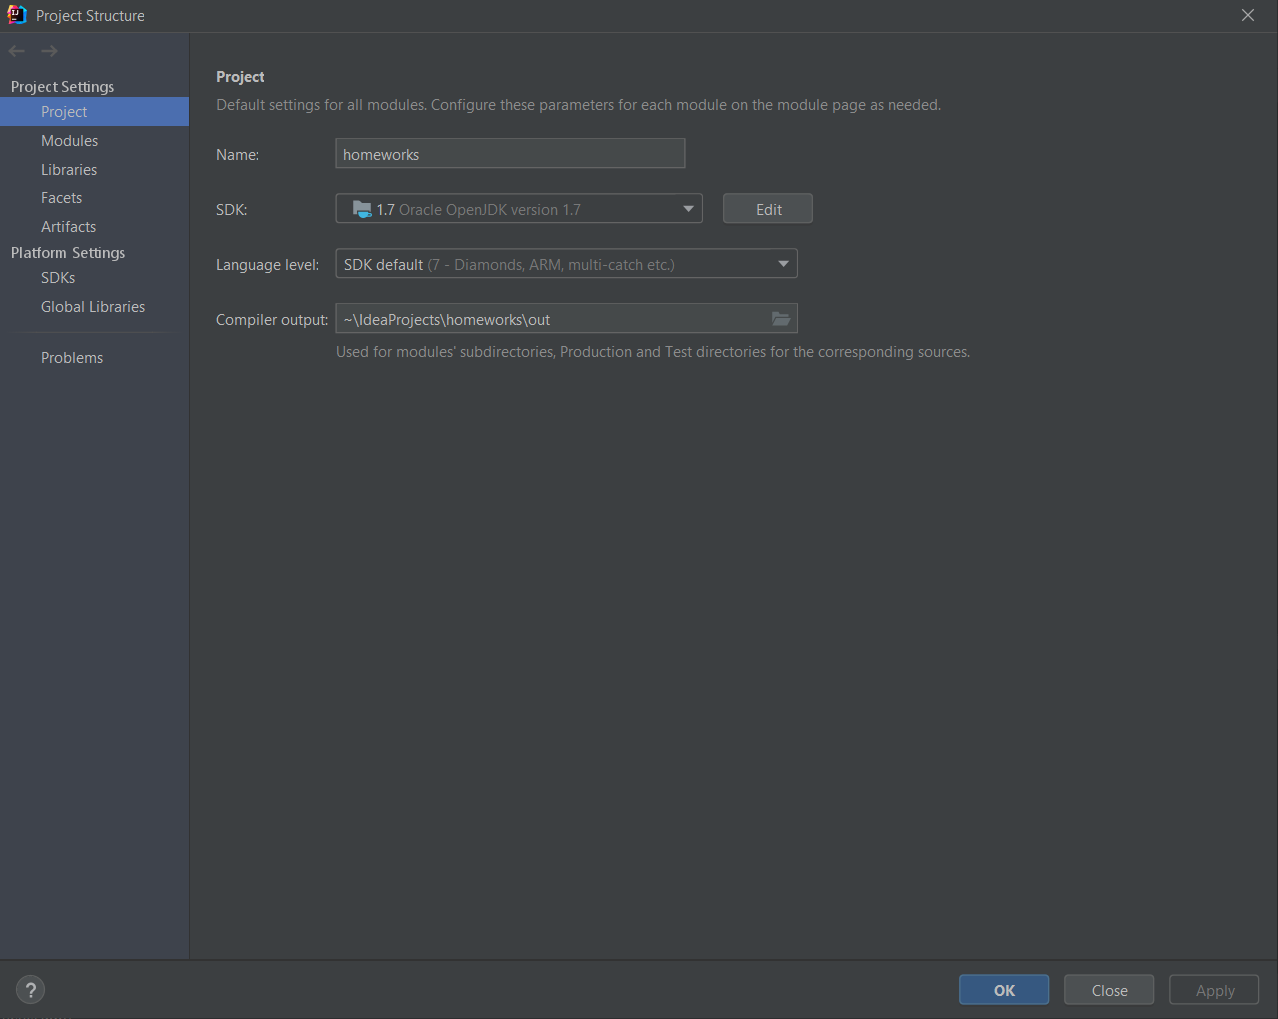 Project Structure
Project Settings
Project
Modules
Libraries
Facets
Artifacts
Platform Settings
SDKs
Global Libraries
Problems
Project
Default settings for all modules. Configure these parameters for each module on the module page as needed.
Name: homeworks
SDK: 1.7 Oracle OpenJDK version 1.7 Edit
Language level: SDK default (7 - Diamonds, ARM, multi-catch etc.)
Compiler output: ~\IdeaProjects\homeworks\out
Used for modules' subdirectories, Production and Test directories for the corresponding sources.
? OK Close Apply